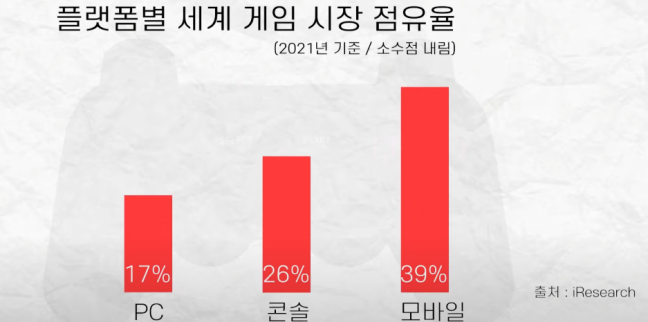 플랫폼별 세계 게임 시장 점유율
(2021년 기준 / 소수점 내림)
17%
26%
39%
PC
콘솔
모바일
출처 : iResearch